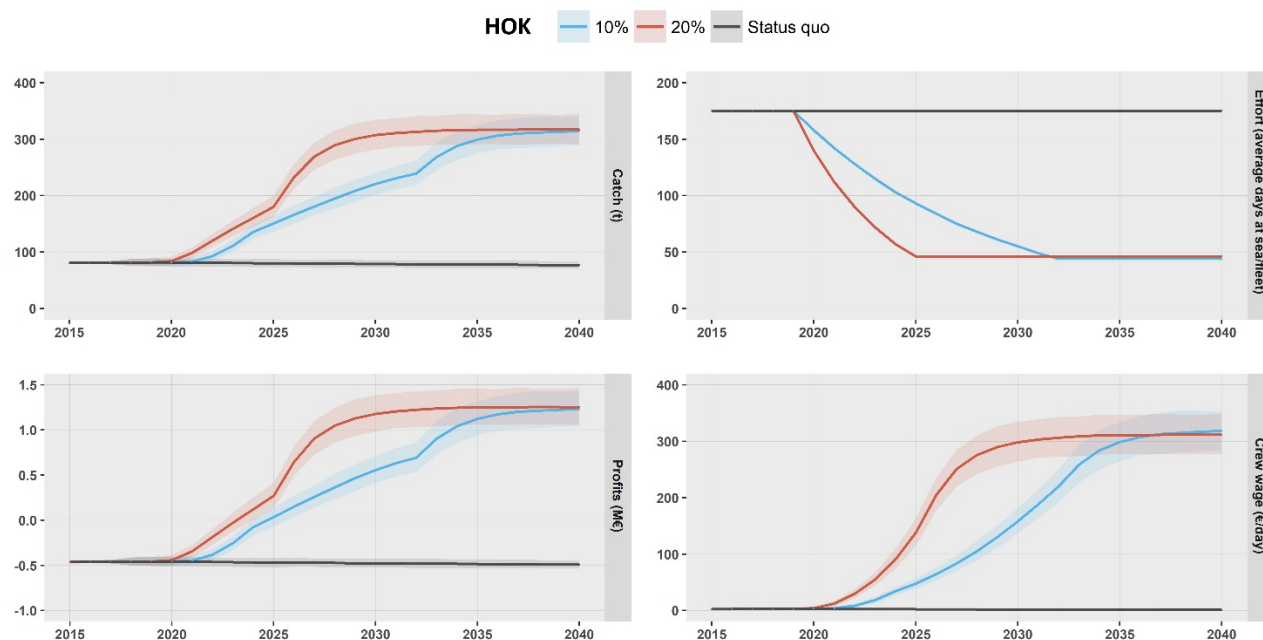 HOK 10% 20% Status quo
400
300
200
100
0
2015 2020 2025 2030 2035 2040
Catch (t)
200
150
100
50
0
2015 2020 2025 2030 2035 2040
Effort (average days at sea/fleet)
1.5
1.0
0.5
0.0
-0.5
-1.0
2015 2020 2025 2030 2035 2040
Profits (M€)
400
300
200
100
0
2015 2020 2025 2030 2035 2040
Crew wage (€/day)